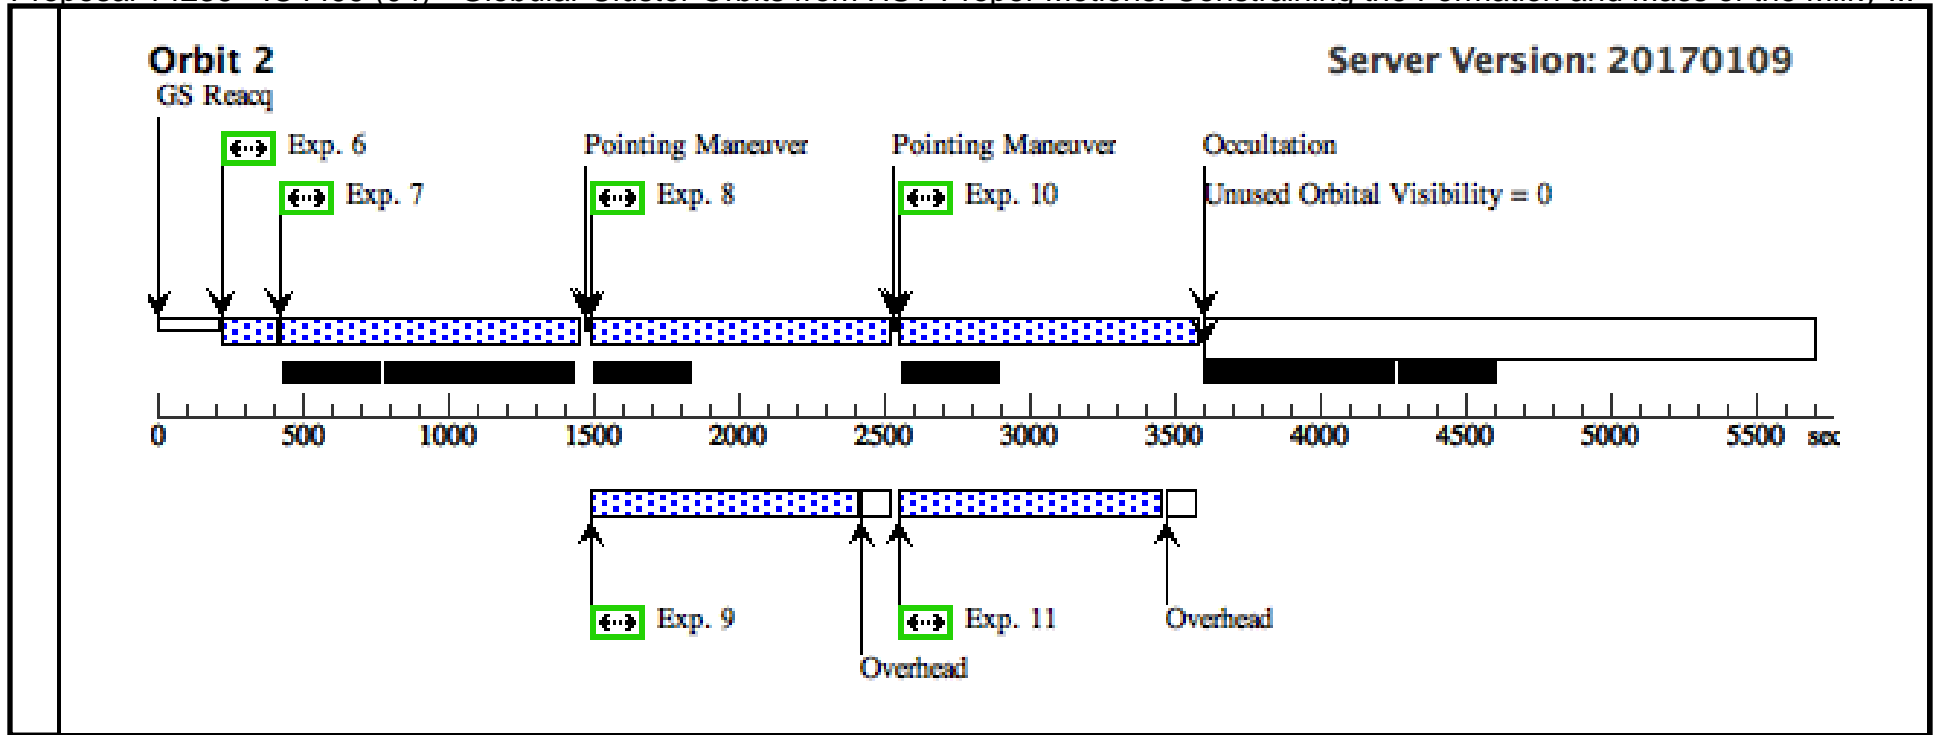 Orbit 2
Server Version: 20170109
GS Reacq
Exp. 6
Pointing Maneuver
Pointing Maneuver
Occultation
Exp. 7
Exp. 8
Exp. 10
Unused Orbital Visibility = 0
0 500 1000 1500 2000 2500 3000 3500 4000 4500 5000 5500 sec
Exp. 9
Exp. 11
Overhead
Overhead